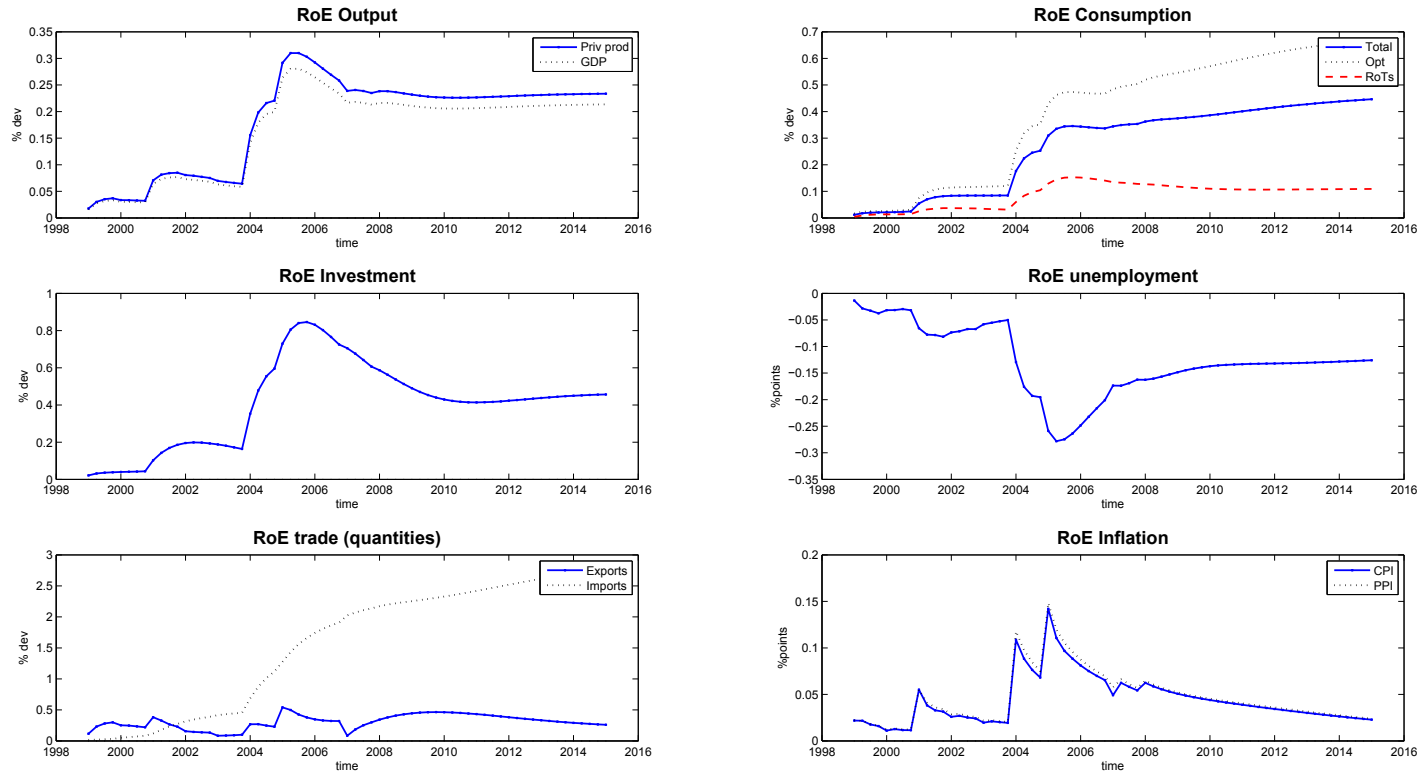 RoE Output
0.35
0.3
0.25
0.2
0.15
0.1
0.05
0
% dev
Priv prod
GDP
1998 2000 2002 2004 2006 2008 2010 2012 2014 2016
time
RoE Consumption
0.7
0.6
0.5
0.4
0.3
0.2
0.1
0
% dev
Total
Opt
RoTs
1998 2000 2002 2004 2006 2008 2010 2012 2014 2016
time
RoE Investment
1
0.8
0.6
0.4
0.2
0
% dev
1998 2000 2002 2004 2006 2008 2010 2012 2014 2016
time
RoE unemployment
0
−0.05
−0.1
−0.15
−0.2
−0.25
−0.3
−0.35
%points
1998 2000 2002 2004 2006 2008 2010 2012 2014 2016
time
RoE trade (quantities)
3
2.5
2
1.5
1
0.5
0
% dev
Exports
Imports
1998 2000 2002 2004 2006 2008 2010 2012 2014 2016
time
RoE Inflation
0.2
0.15
0.1
0.05
0
%points
CPI
PPI
1998 2000 2002 2004 2006 2008 2010 2012 2014 2016
time